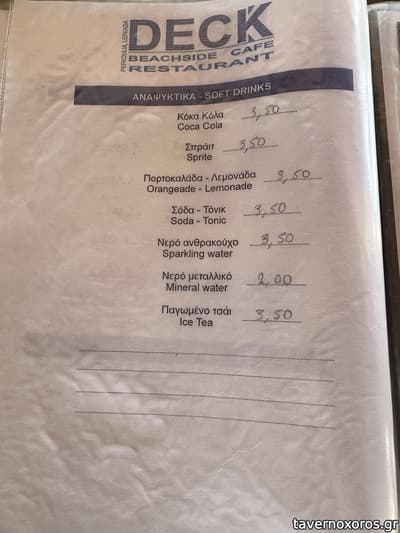 DECK
PERIGIALI, LEFKADA
BEACHSIDE CAFE
RESTAURANT
ΑΝΑΨΥΚΤΙΚΑ - SOFT DRINKS
Κόκα Κόλα 3,50
Coca Cola
Σπράιτ 3,50
Sprite
Πορτοκαλάδα - Λεμονάδα 3,50
Orangeade - Lemonade
Σόδα - Τόνικ 3,50
Soda - Tonic
Νερό ανθρακούχο 3,50
Sparkling water
Νερό μεταλλικό 2,00
Mineral water
Παγωμένο τσάι 3,50
Ice Tea
tavernoxoros.gr